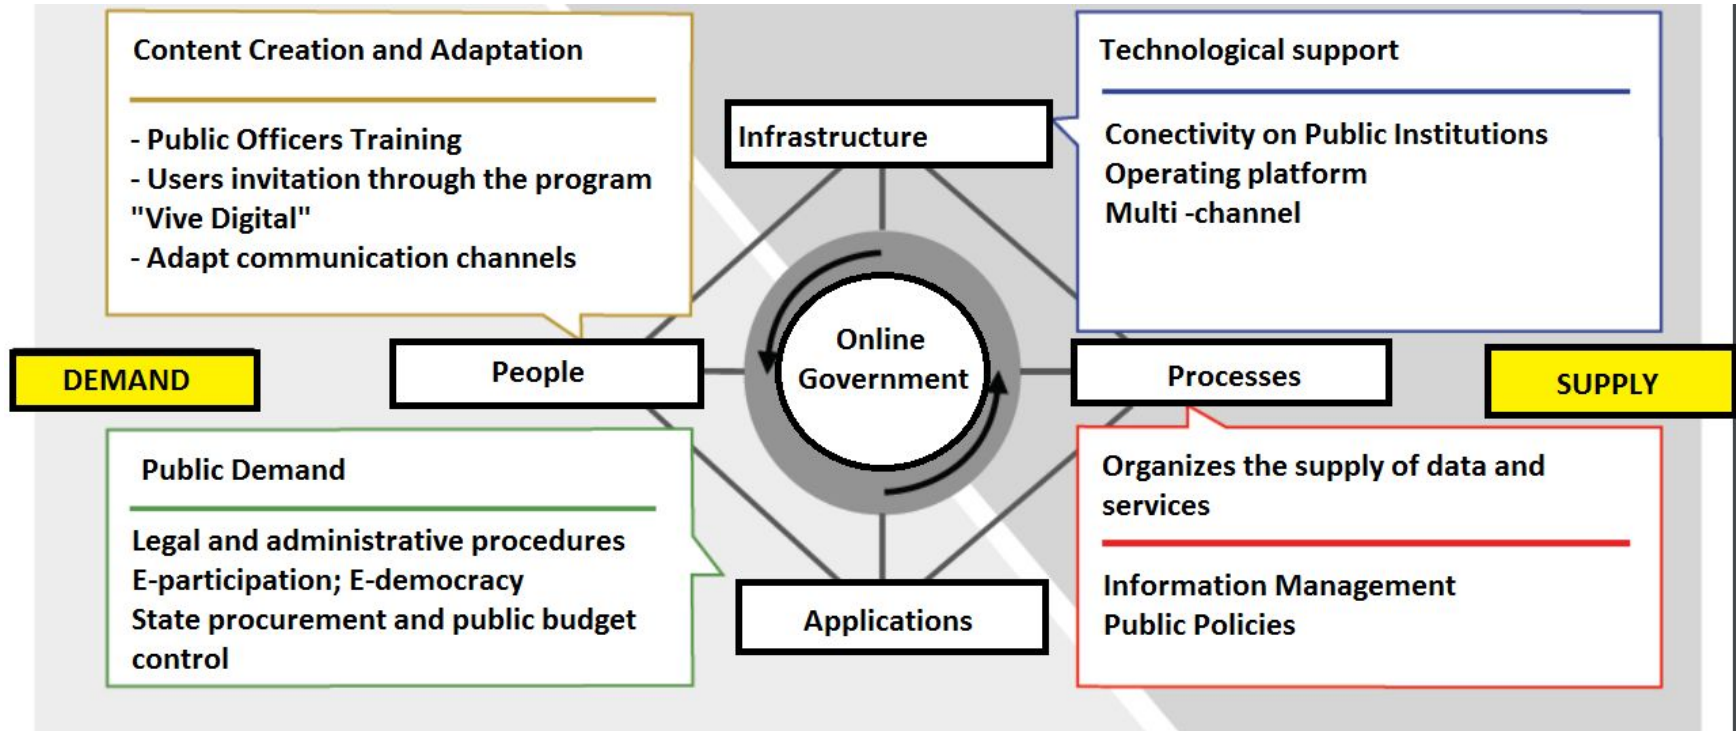 Content Creation and Adaptation
- Public Officers Training
- Users invitation through the program
"Vive Digital"
- Adapt communication channels
Technological support
Conectivity on Public Institutions
Operating platform
Multi -channel
Infrastructure
DEMAND
People
Online
Government
Processes
SUPPLY
Public Demand
Legal and administrative procedures
E-participation; E-democracy
State procurement and public budget
control
Applications
Organizes the supply of data and
services
Information Management
Public Policies